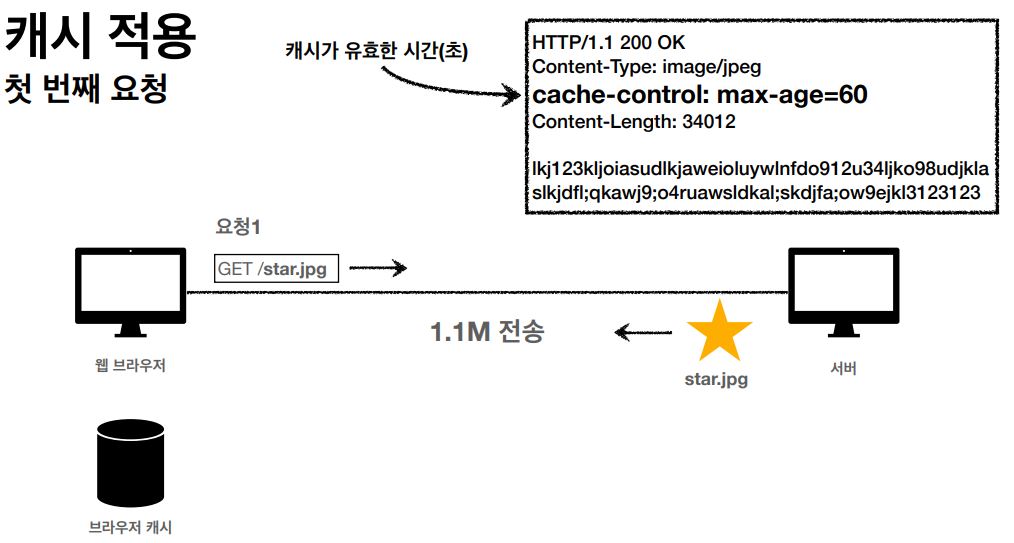 캐시 적용
첫 번째 요청
캐시가 유효한 시간(초)
HTTP/1.1 200 OK
Content-Type: image/jpeg
cache-control: max-age=60
Content-Length: 34012
lkj123kljoiasudlkjaweioluywlnfdo912u34ljko98udjkla
slkjdfl;qkawj9;o4ruawsldkal;skdjfa;ow9ejkl3123123
요청1
GET /star.jpg
1.1M 전송
star.jpg
웹 브라우저
서버
브라우저 캐시